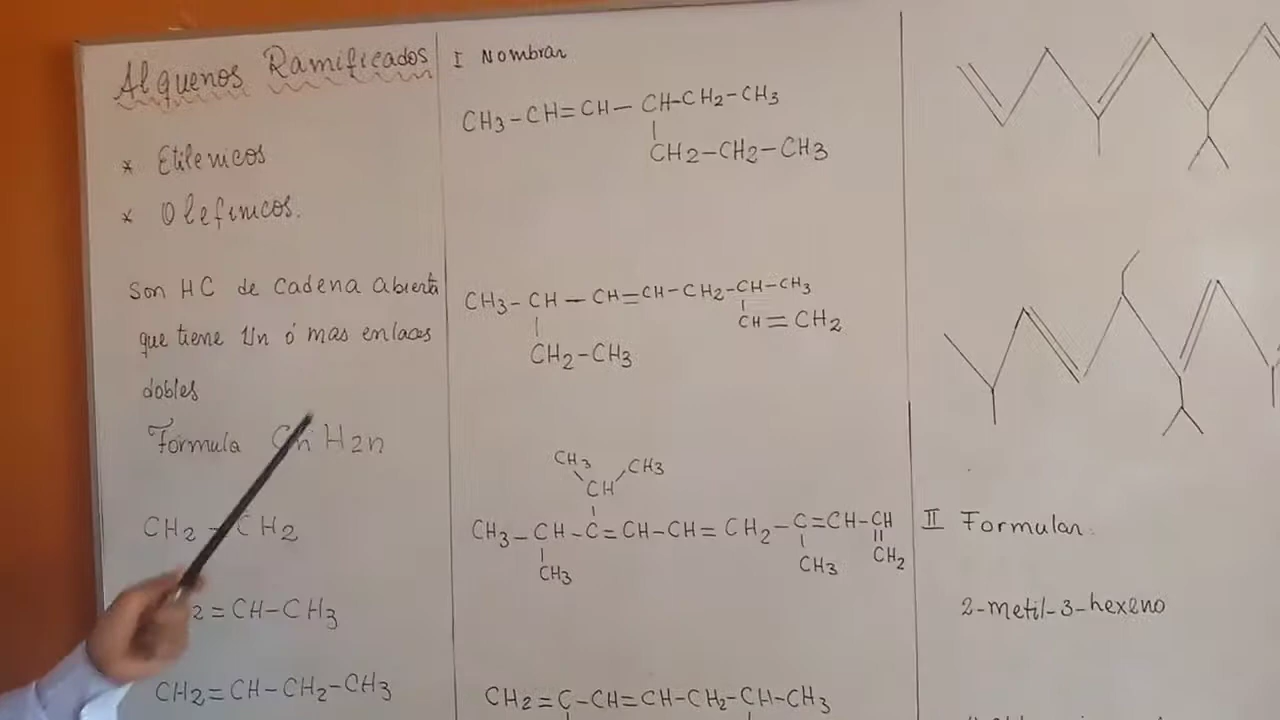 Alquenos Ramificados
* Etilenicos
* Olefinicos.
Son HC de cadena abierta
que tiene Un ó mas enlaces
dobles
Formula CnH2n
CH2 CH2
2=CH-CH3
CH2=CH-CH2-CH3
I Nombrar
CH3-CH=CH-CH-CH2-CH3
CH2-CH2-CH3
CH3-CH-CH=CH-CH2-CH-CH3
CH=CH2
CH2-CH3
CH3 CH3
CH
CH3-CH-C=CH-CH=CH2-C=CH-CH
CH3 CH3 CH2
CH2=C-CH=CH-CH2-CH-CH3
II Formular.
2-metil-3-hexeno